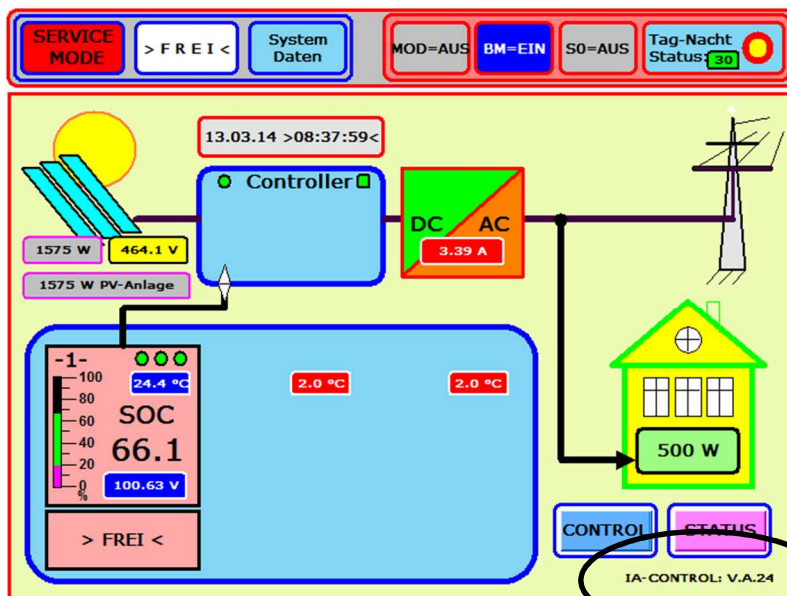 SERVICE
MODE
> F R E I <
System
Daten
MOD=AUS
BM=EIN
S0=AUS
Tag-Nacht
Status: 30
13.03.14 >08:37:59<
Controller
DC
AC
3.39 A
1575 W
464.1 V
1575 W PV-Anlage
-1-
24.4 ºC
2.0 ºC
2.0 ºC
100
80
60
40
20
0
%
SOC
66.1
100.63 V
> FREI <
500 W
CONTROL
STATUS
IA-CONTROL: V.A.24